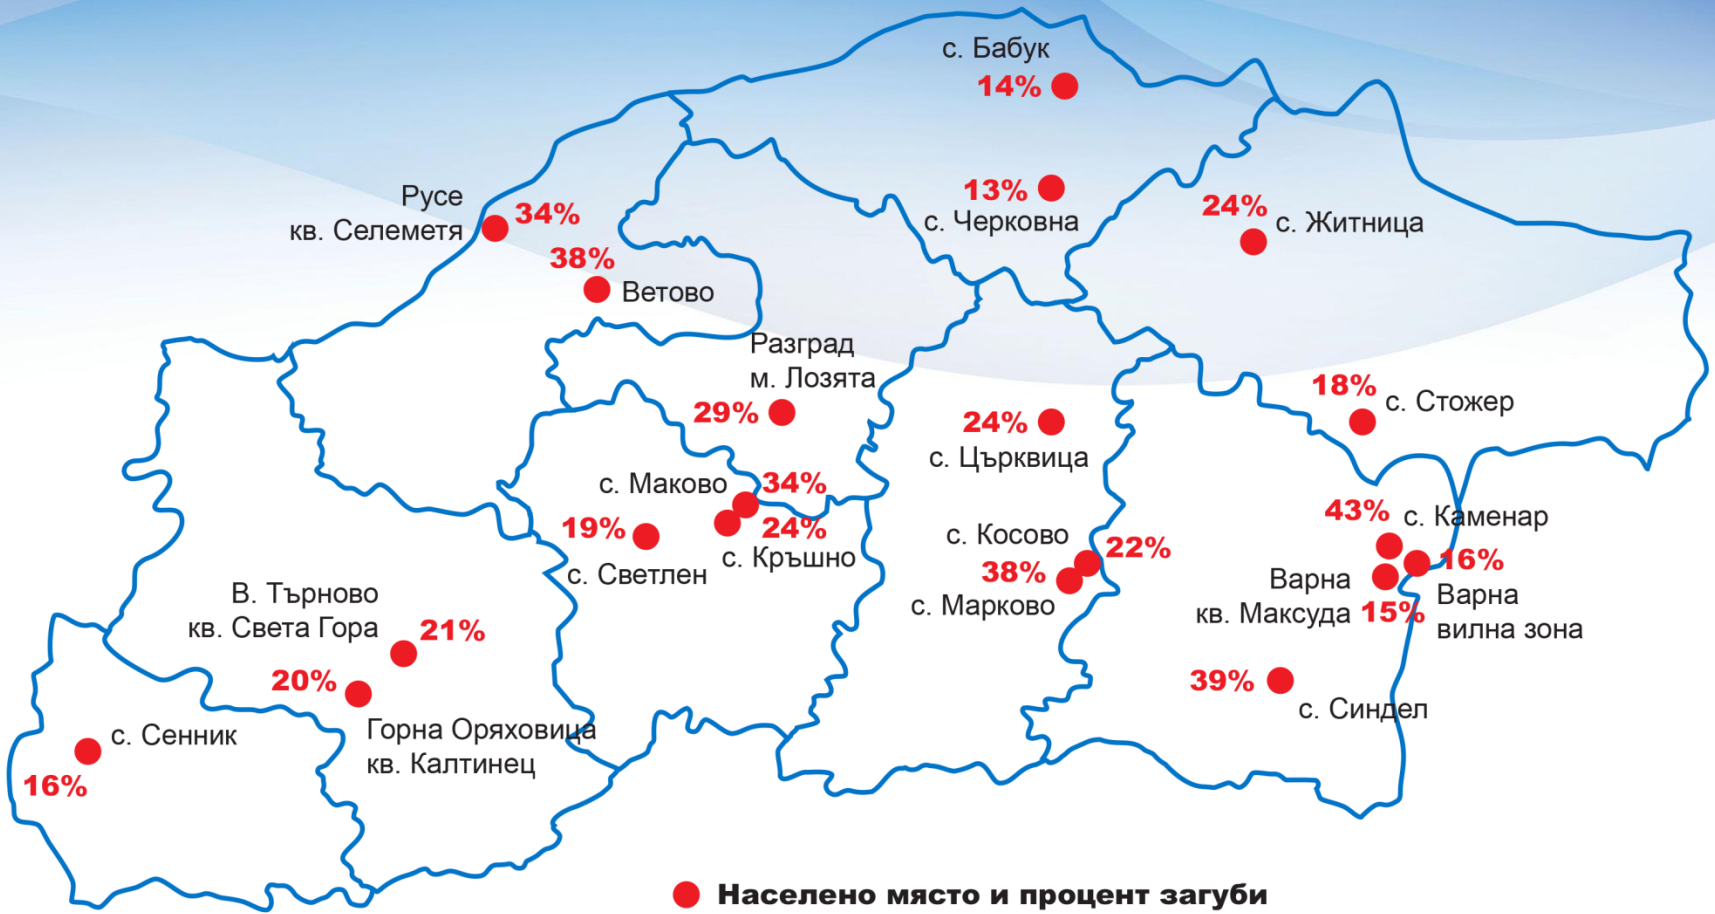 с. Бабук
14%
13%
с. Черковна
24%
с. Житница
Русе
кв. Селеметя
34%
38%
Ветово
Разград
м. Лозята
29%
24%
с. Църквица
18%
с. Стожер
с. Маково
34%
19%
с. Светлен
24%
с. Кръшно
с. Косово
22%
38%
с. Марково
43%
с. Каменар
16%
Варна
вилна зона
Варна
кв. Максуда
15%
39%
с. Синдел
В. Търново
кв. Света Гора
21%
20%
Горна Оряховица
кв. Калтинец
с. Сенник
16%
Населено място и процент загуби